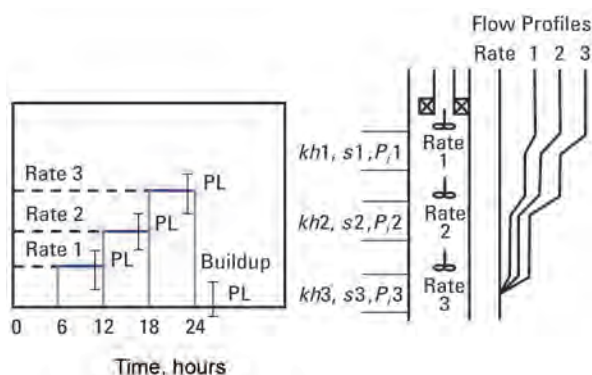 Flow Profiles
Rate 1 2 3
Rate 3
PL
Rate 2
PL
Rate 1
PL
Buildup
PL
0 6 12 18 24
Time, hours
kh1, s1, Pi1
Rate
1
kh2, s2, Pi2
Rate
2
kh3, s3, Pi3
Rate
3